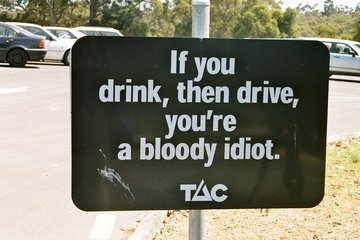 If you
drink, then drive,
you're
a bloody idiot.
TAC